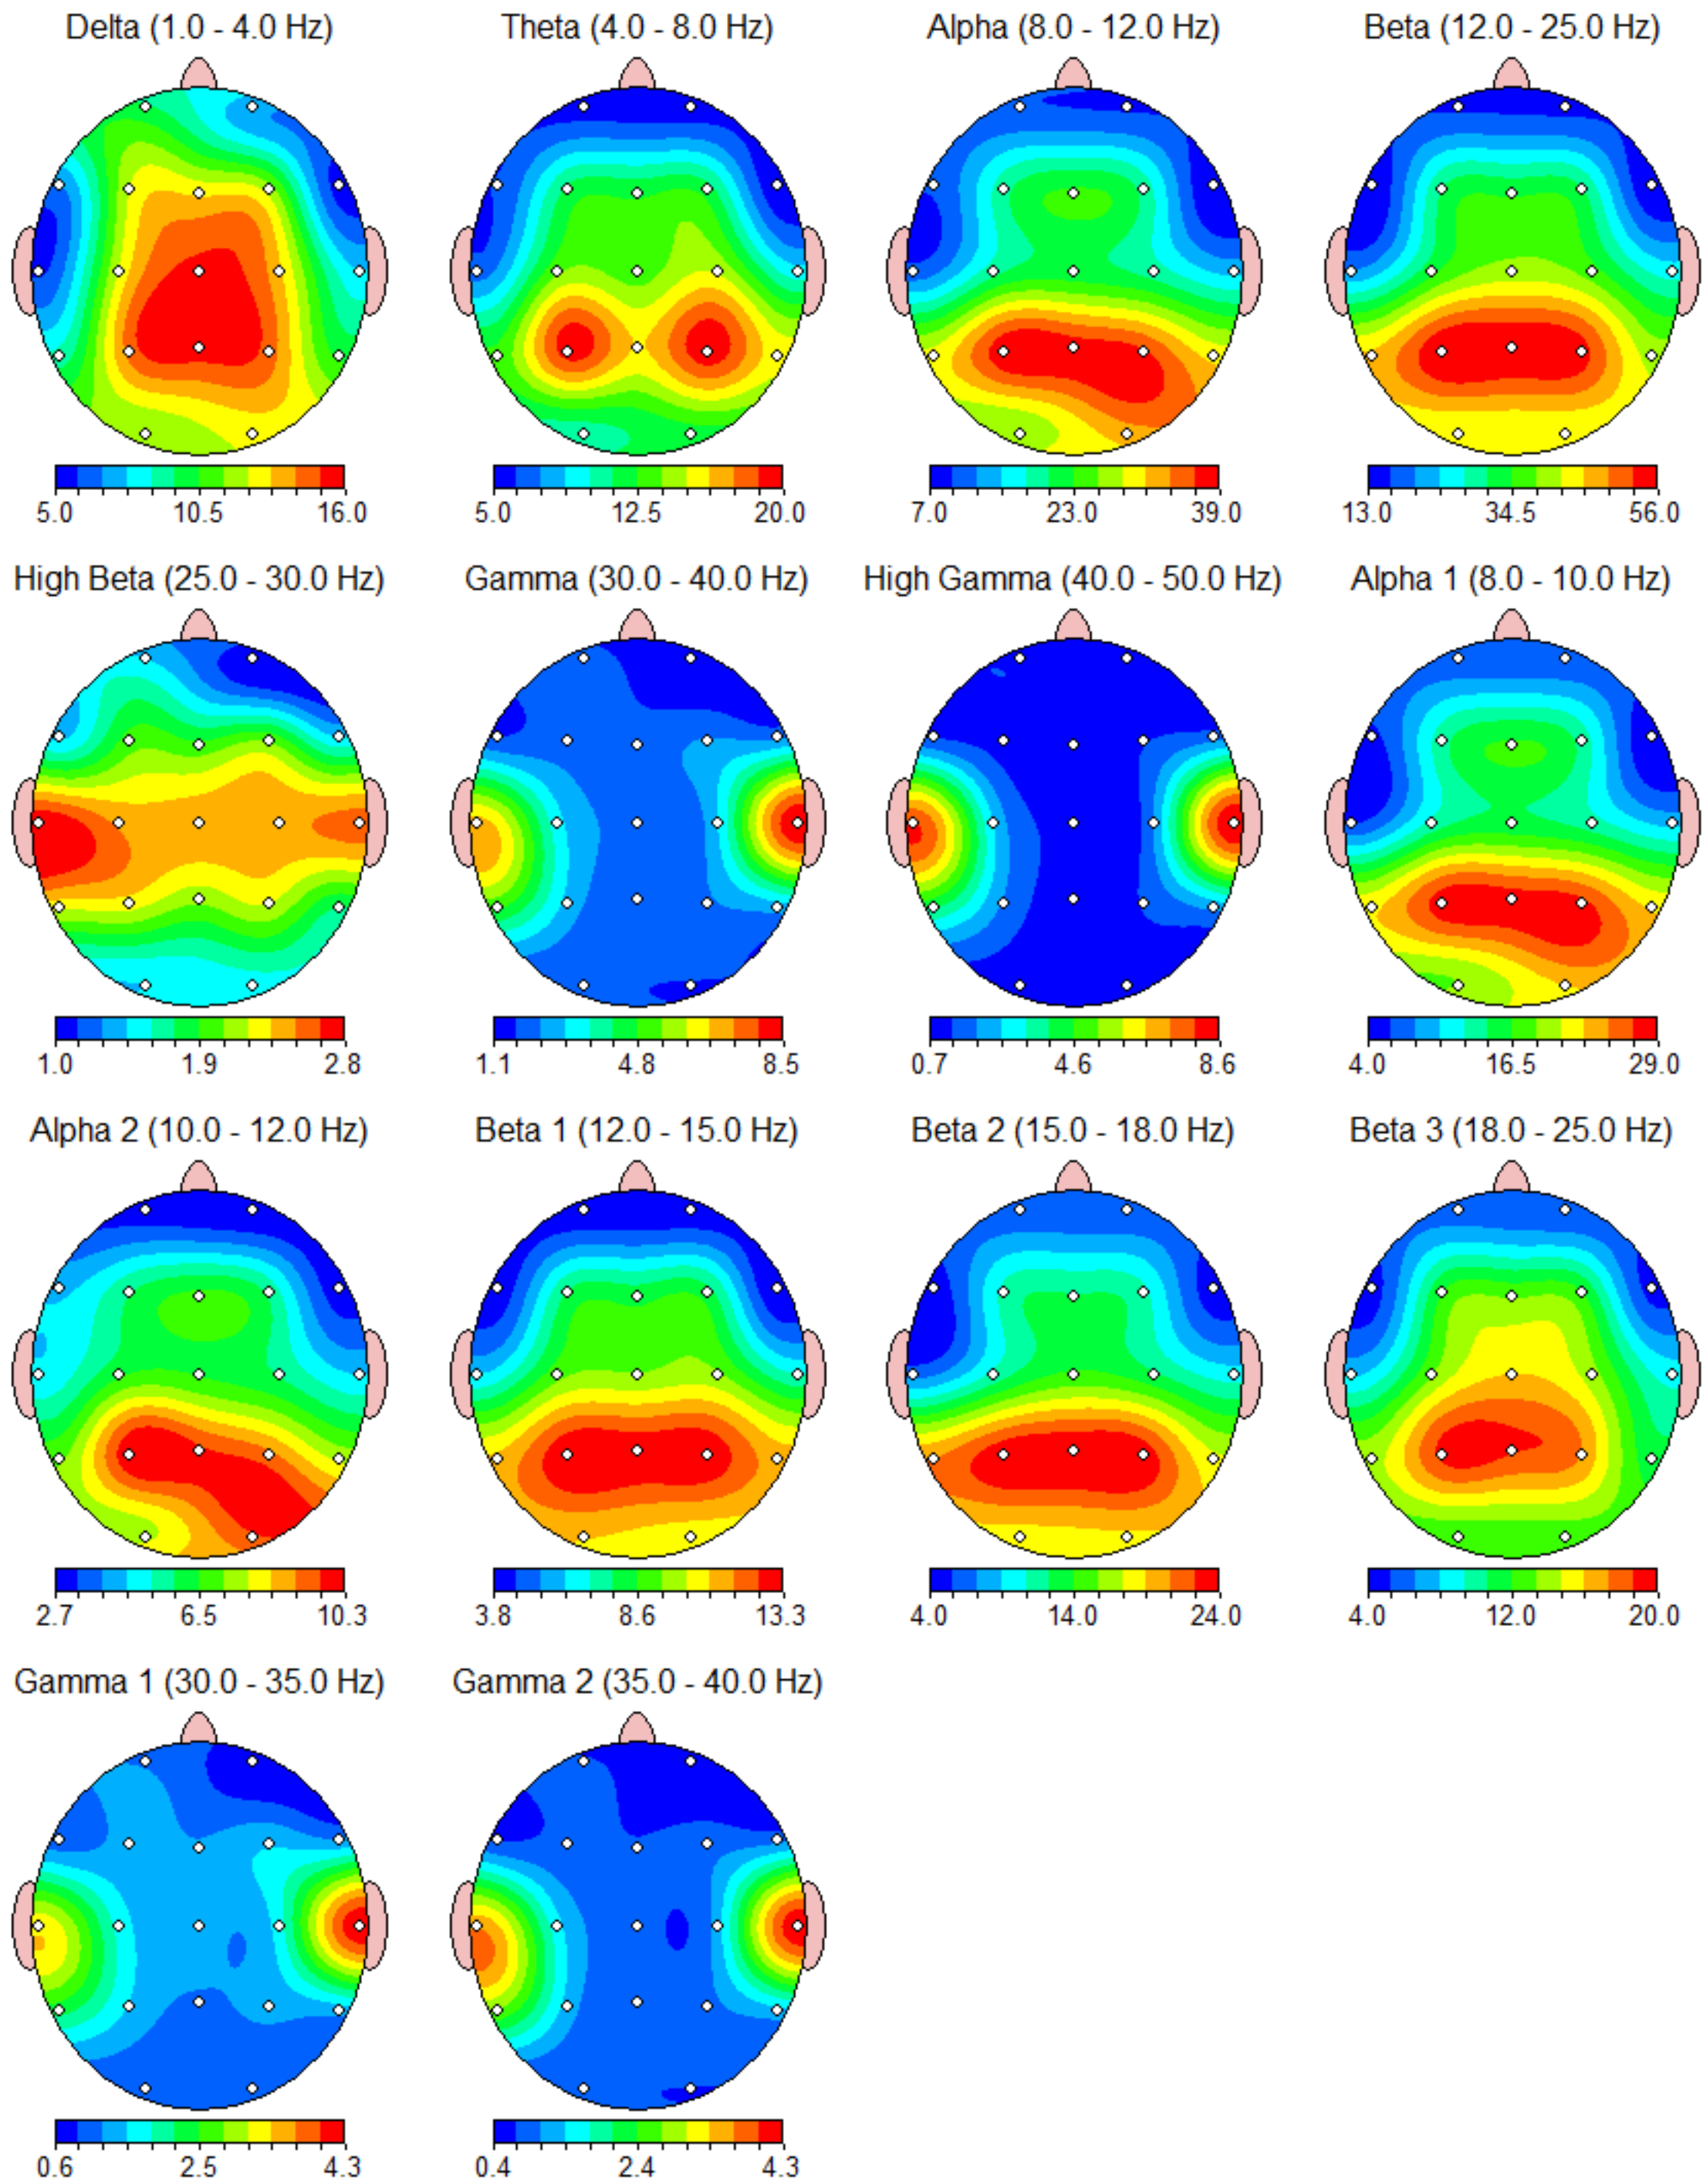 Delta (1.0 - 4.0 Hz) Theta (4.0 - 8.0 Hz) Alpha (8.0 - 12.0 Hz) Beta (12.0 - 25.0 Hz)
5.0 10.5 16.0 5.0 12.5 20.0 7.0 23.0 39.0 13.0 34.5 56.0
High Beta (25.0 - 30.0 Hz) Gamma (30.0 - 40.0 Hz) High Gamma (40.0 - 50.0 Hz) Alpha 1 (8.0 - 10.0 Hz)
1.0 1.9 2.8 1.1 4.8 8.5 0.7 4.6 8.6 4.0 16.5 29.0
Alpha 2 (10.0 - 12.0 Hz) Beta 1 (12.0 - 15.0 Hz) Beta 2 (15.0 - 18.0 Hz) Beta 3 (18.0 - 25.0 Hz)
2.7 6.5 10.3 3.8 8.6 13.3 4.0 14.0 24.0 4.0 12.0 20.0
Gamma 1 (30.0 - 35.0 Hz) Gamma 2 (35.0 - 40.0 Hz)
0.6 2.5 4.3 0.4 2.4 4.3